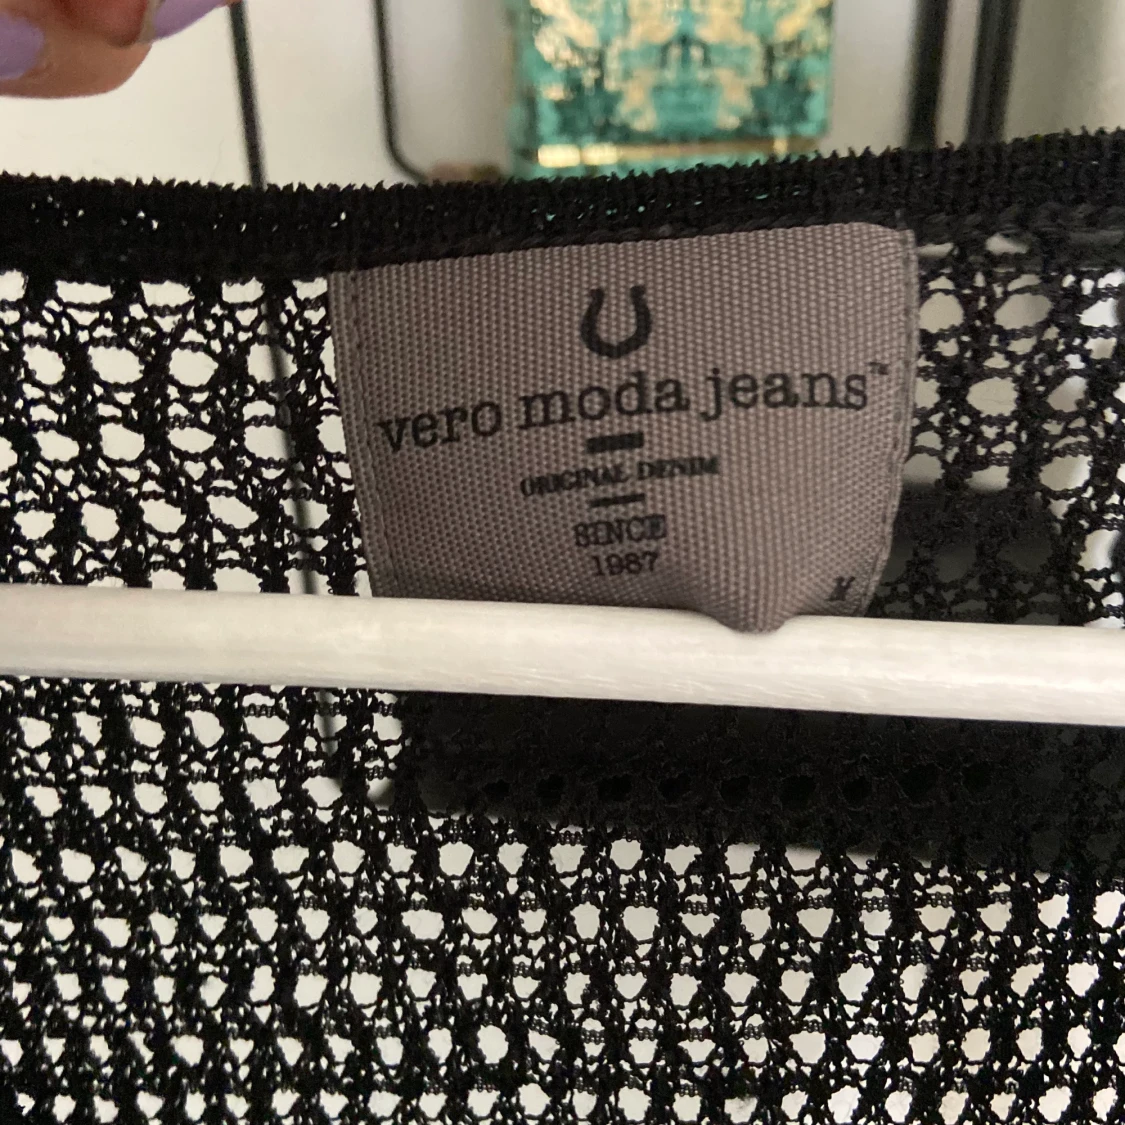 vero moda jeans™
ORIGINAL DENIM
SINCE
1987